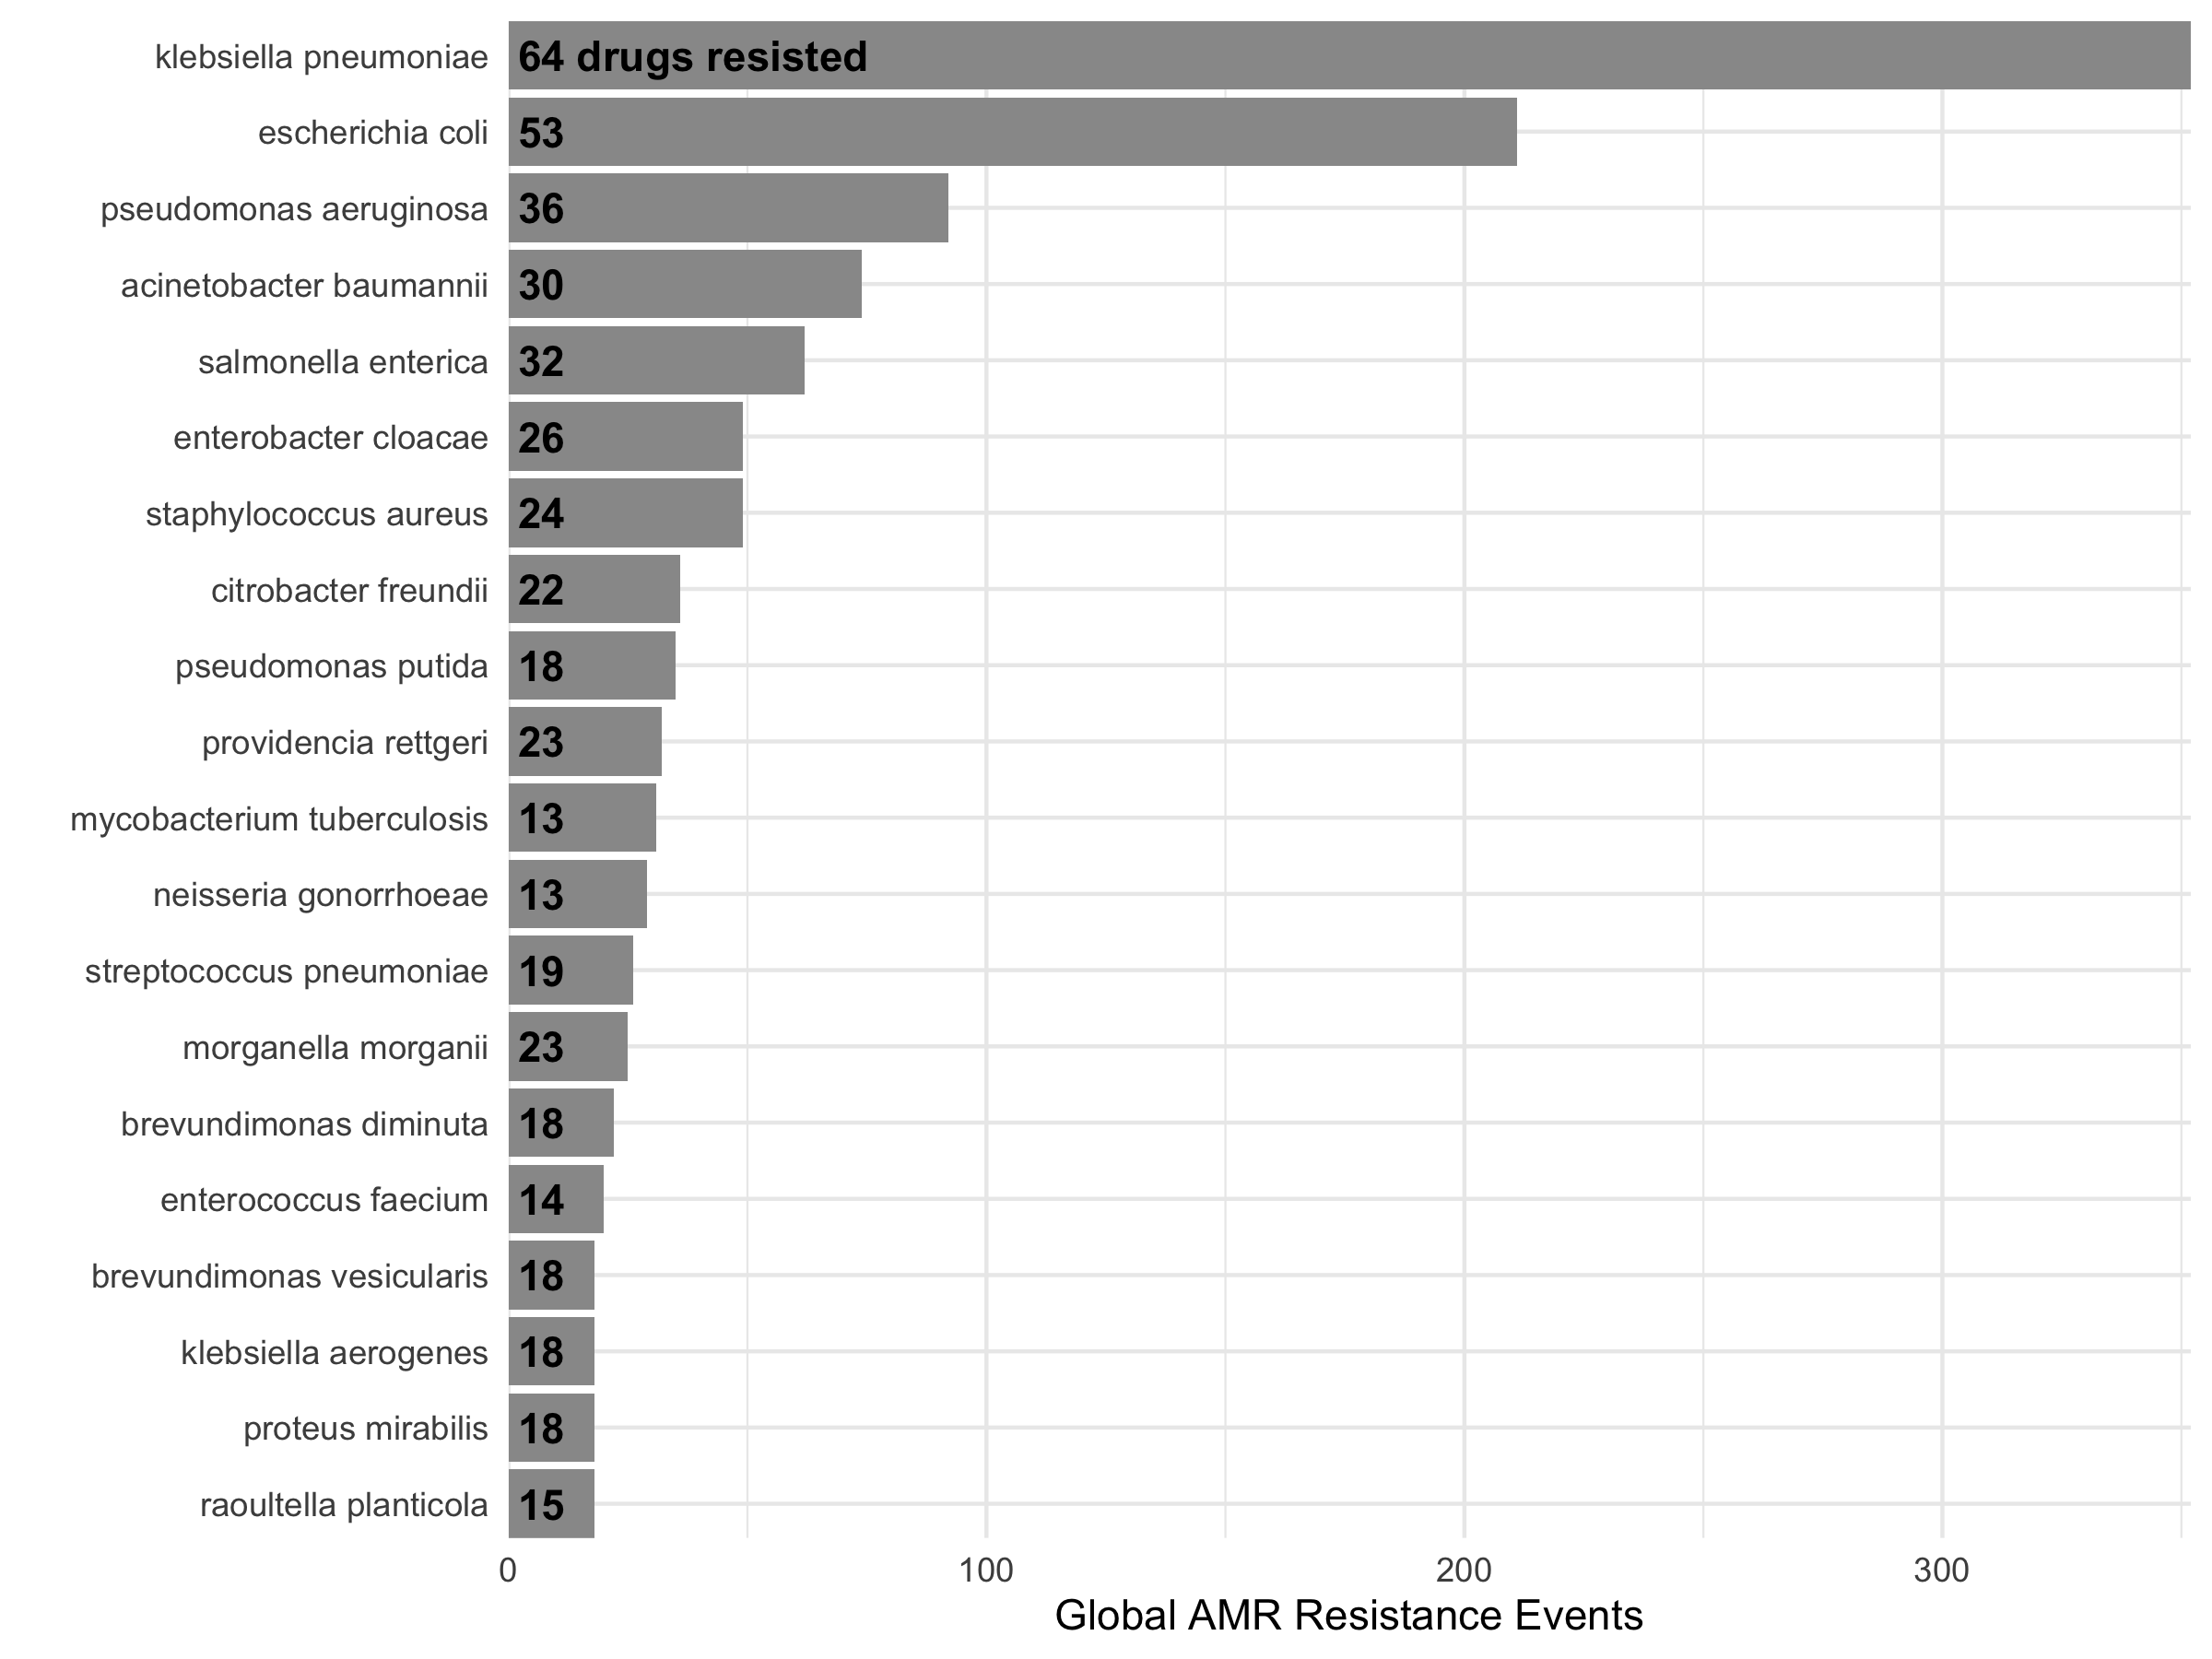 klebsiella pneumoniae 64 drugs resisted
escherichia coli 53
pseudomonas aeruginosa 36
acinetobacter baumannii 30
salmonella enterica 32
enterobacter cloacae 26
staphylococcus aureus 24
citrobacter freundii 22
pseudomonas putida 18
providencia rettgeri 23
mycobacterium tuberculosis 13
neisseria gonorrhoeae 13
streptococcus pneumoniae 19
morganella morganii 23
brevundimonas diminuta 18
enterococcus faecium 14
brevundimonas vesicularis 18
klebsiella aerogenes 18
proteus mirabilis 18
raoultella planticola 15
0 100 200 300
Global AMR Resistance Events